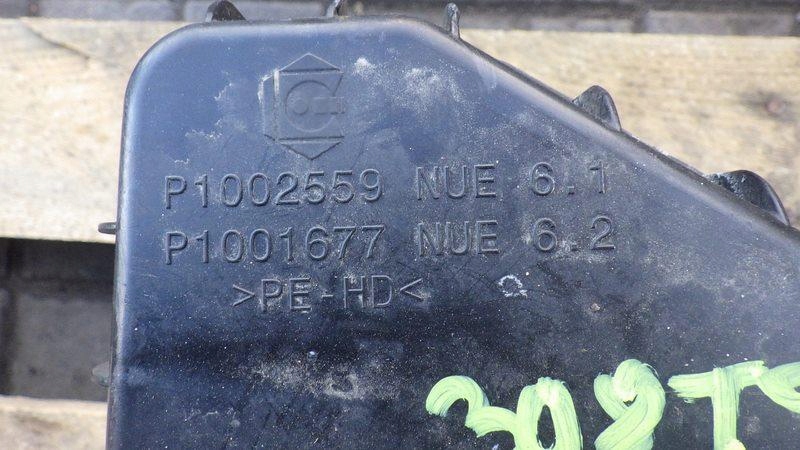 P1002559 NUE 6.1
P1001677 NUE 6.2
>PE-HD<